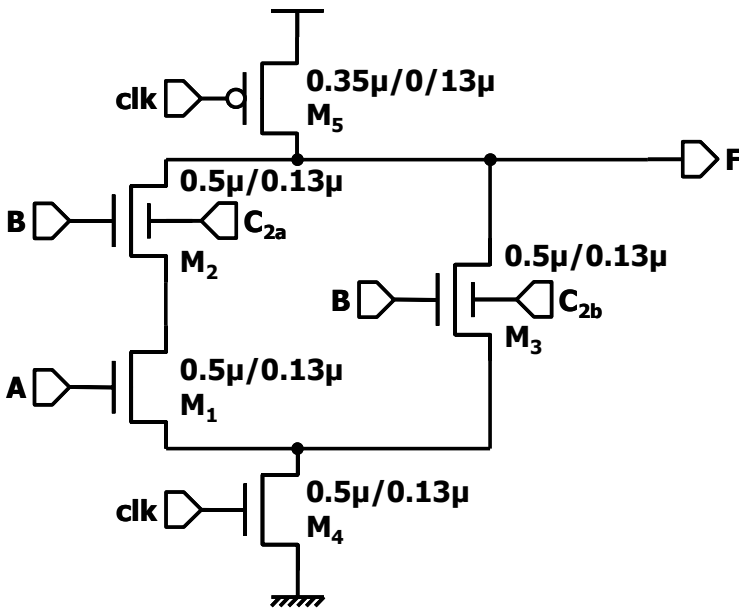 clk
0.35µ/0/13µ
M₅
F
0.5µ/0.13µ
B
C₂ₐ
M₂
0.5µ/0.13µ
B
C₂b
M₃
A
0.5µ/0.13µ
M₁
clk
0.5µ/0.13µ
M₄